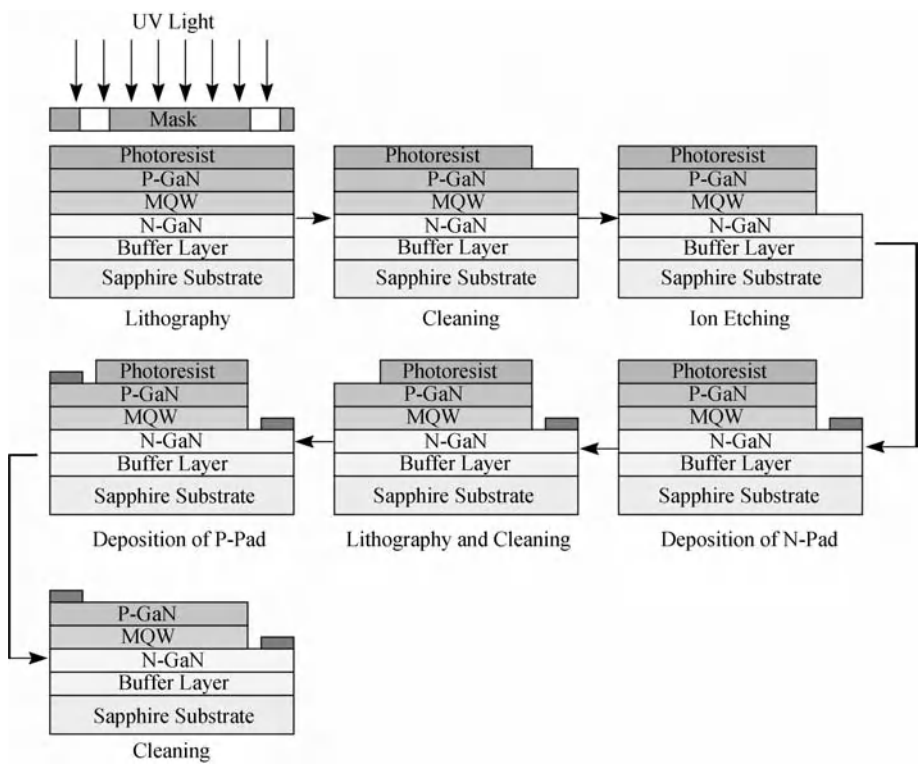 UV Light
Mask
Photoresist
P-GaN
MQW
N-GaN
Buffer Layer
Sapphire Substrate
Lithography
Photoresist
P-GaN
MQW
N-GaN
Buffer Layer
Sapphire Substrate
Cleaning
Photoresist
P-GaN
MQW
N-GaN
Buffer Layer
Sapphire Substrate
Ion Etching
Photoresist
P-GaN
MQW
N-GaN
Buffer Layer
Sapphire Substrate
Deposition of N-Pad
Photoresist
P-GaN
MQW
N-GaN
Buffer Layer
Sapphire Substrate
Lithography and Cleaning
Photoresist
P-GaN
MQW
N-GaN
Buffer Layer
Sapphire Substrate
Deposition of P-Pad
P-GaN
MQW
N-GaN
Buffer Layer
Sapphire Substrate
Cleaning